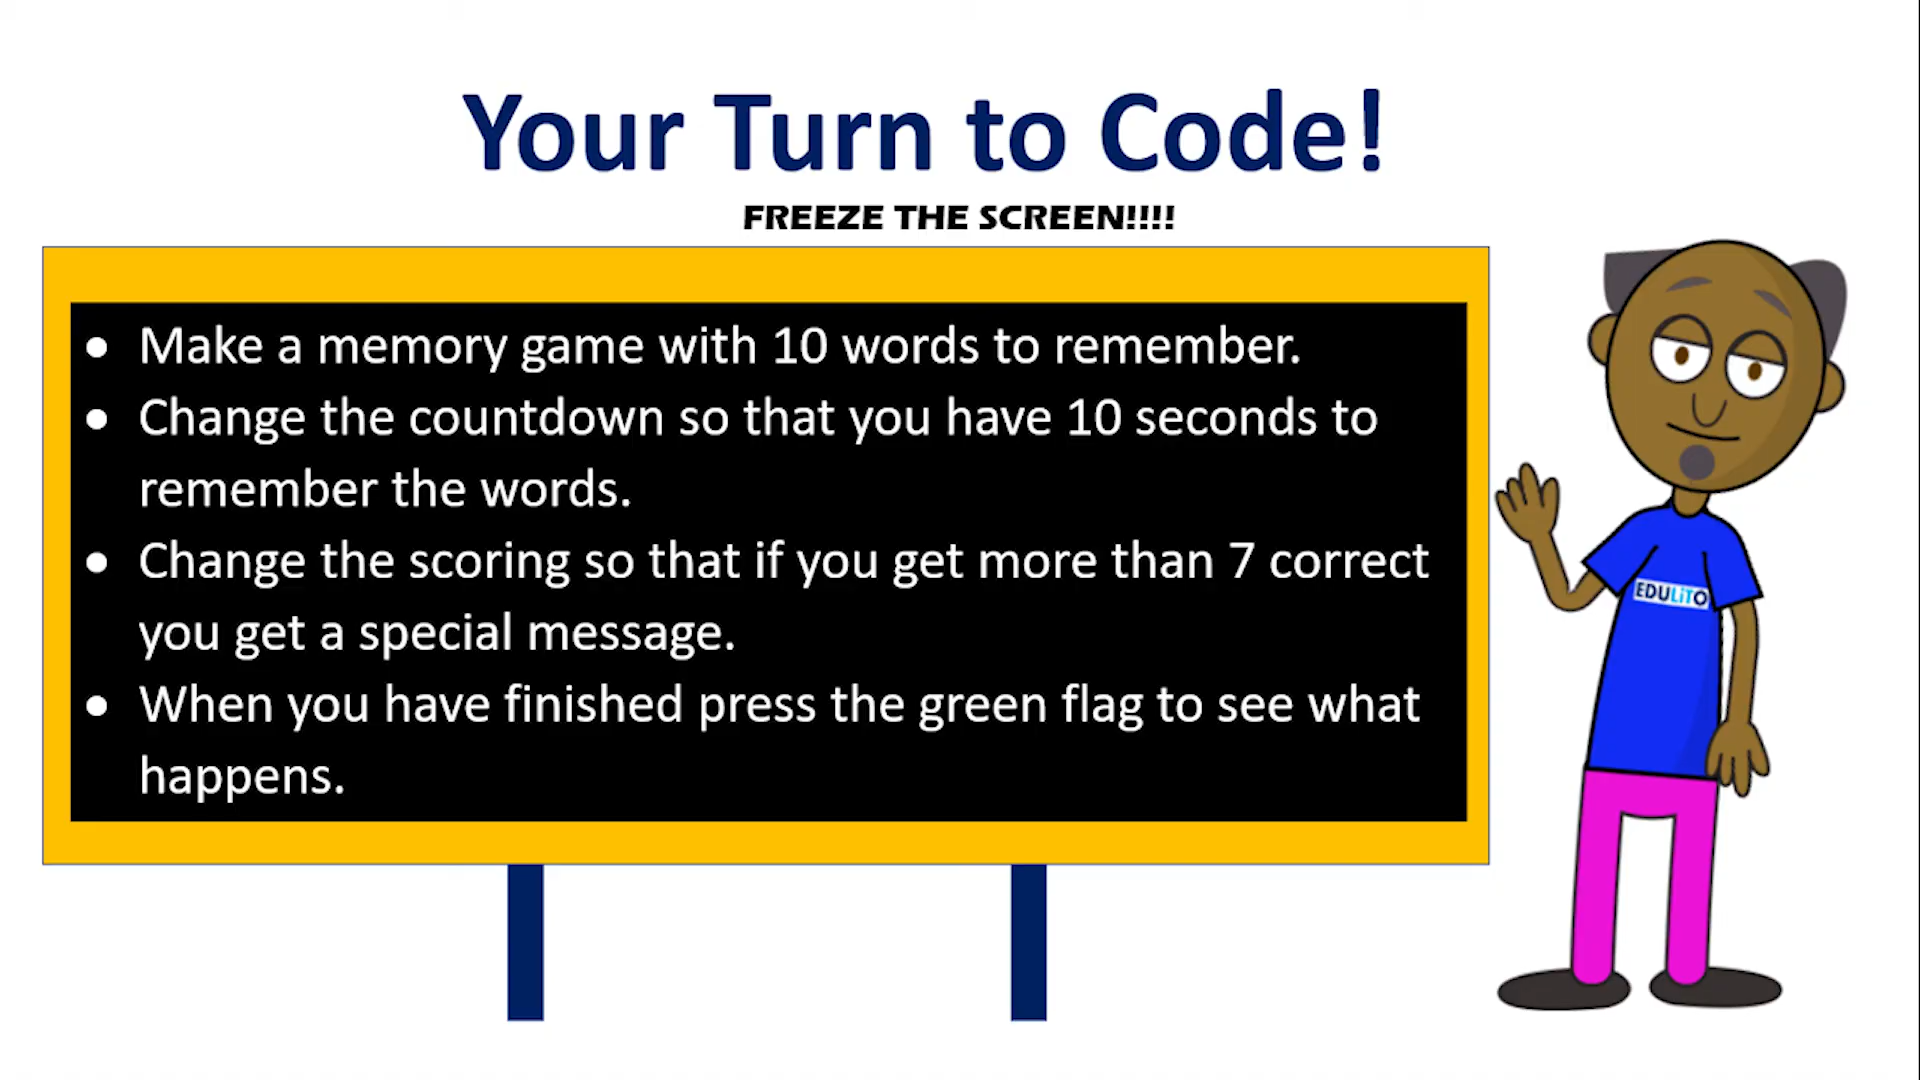 Your Turn to Code!
FREEZE THE SCREEN!!!!
• Make a memory game with 10 words to remember.
• Change the countdown so that you have 10 seconds to
remember the words.
• Change the scoring so that if you get more than 7 correct
you get a special message.
• When you have finished press the green flag to see what
happens.
EDULiTO